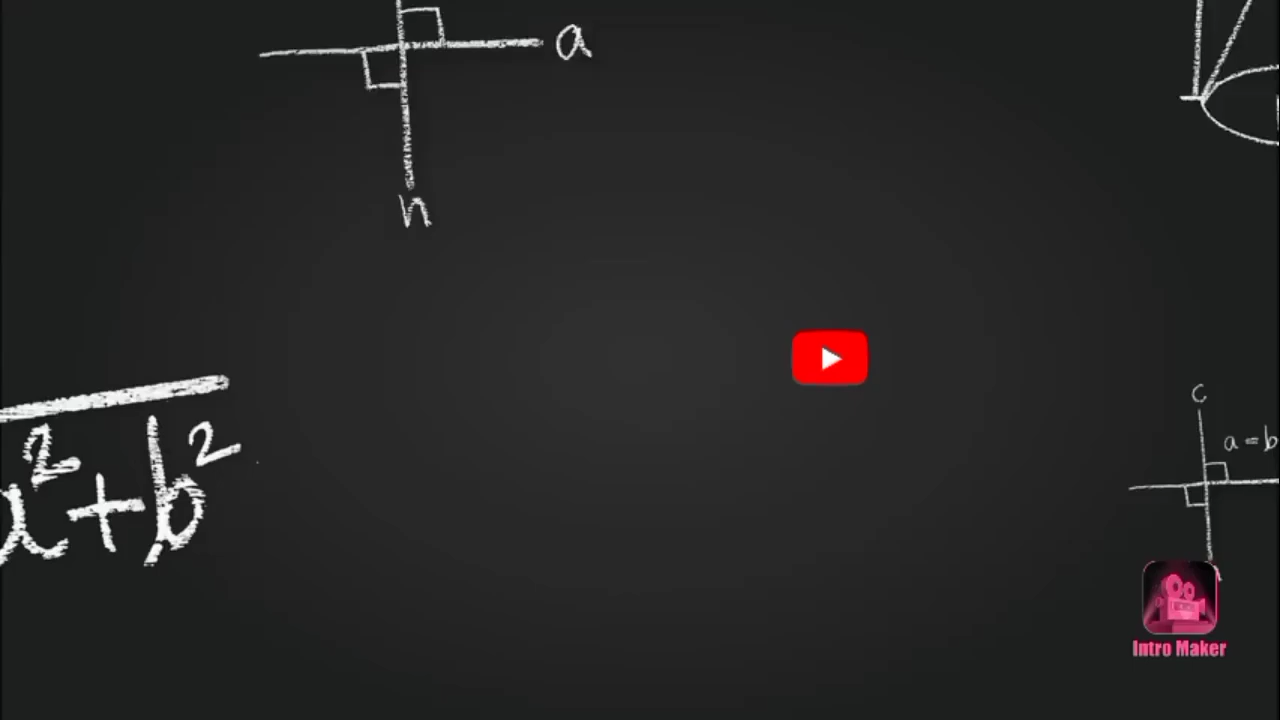 a
n
a²+b²
c
a=b
Intro Maker